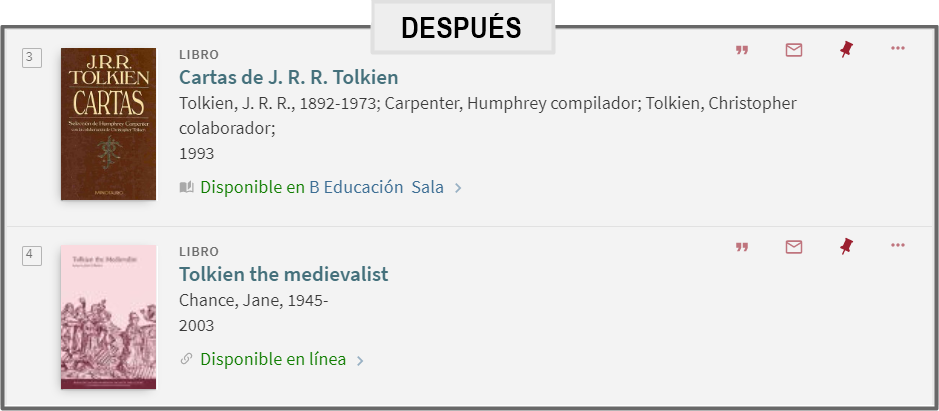 DESPUÉS
3
J.R.R.
TOLKIEN
CARTAS
Selección de Humphrey Carpenter
con la colaboración de Christopher Tolkien
MINOTAURO
LIBRO
Cartas de J. R. R. Tolkien
Tolkien, J. R. R., 1892-1973; Carpenter, Humphrey compilador; Tolkien, Christopher
colaborador;
1993
Disponible en B Educación Sala
4
Tolkien the Medievalist
LIBRO
Tolkien the medievalist
Chance, Jane, 1945-
2003
Disponible en línea